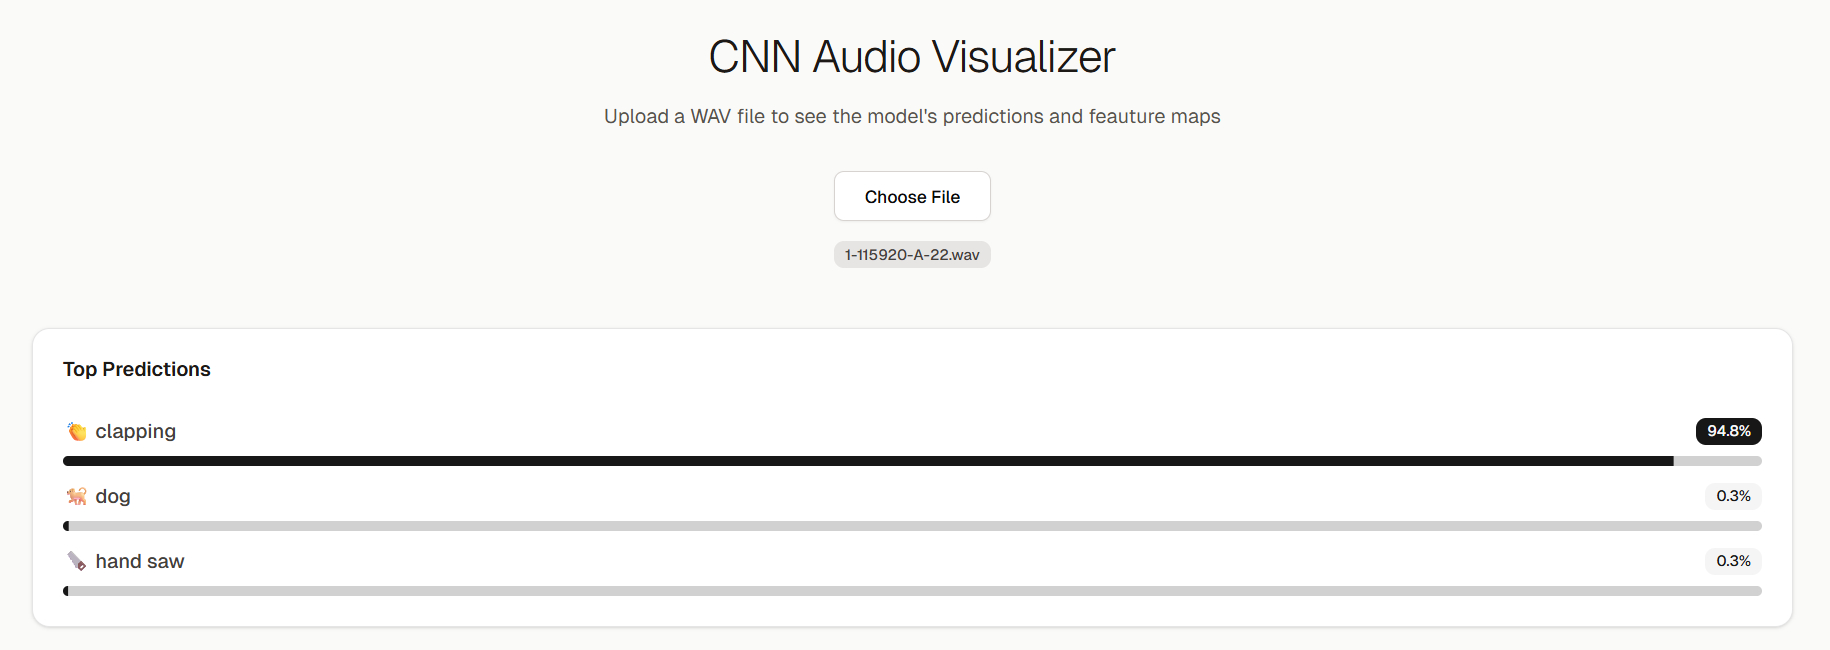 CNN Audio Visualizer
Upload a WAV file to see the model's predictions and feauture maps
Choose File
1-115920-A-22.wav
Top Predictions
clapping 94.8%
dog 0.3%
hand saw 0.3%